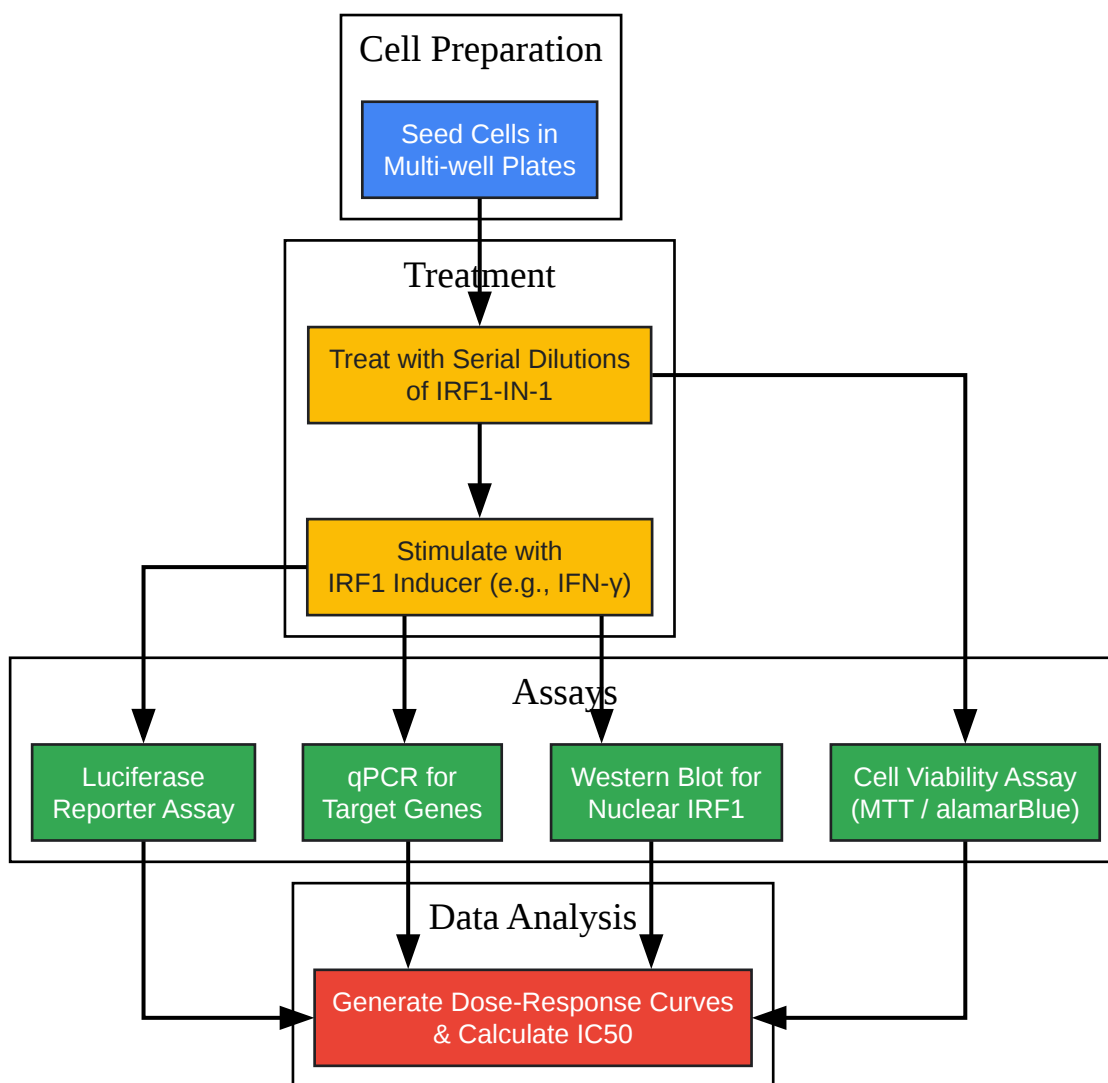 Cell Preparation
Seed Cells in
Multi-well Plates
Treatment
Treat with Serial Dilutions
of IRF1-IN-1
Stimulate with
IRF1 Inducer (e.g., IFN-γ)
Assays
Luciferase
Reporter Assay
qPCR for
Target Genes
Western Blot for
Nuclear IRF1
Cell Viability Assay
(MTT / alamarBlue)
Data Analysis
Generate Dose-Response Curves
& Calculate IC50